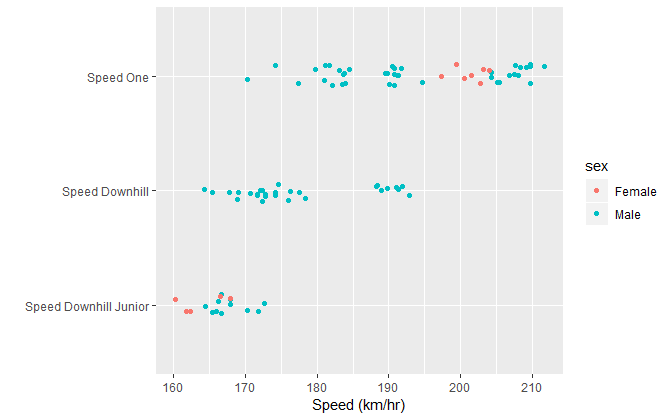 Speed One
Speed Downhill
Speed Downhill Junior
160 170 180 190 200 210
Speed (km/hr)
sex
Female
Male